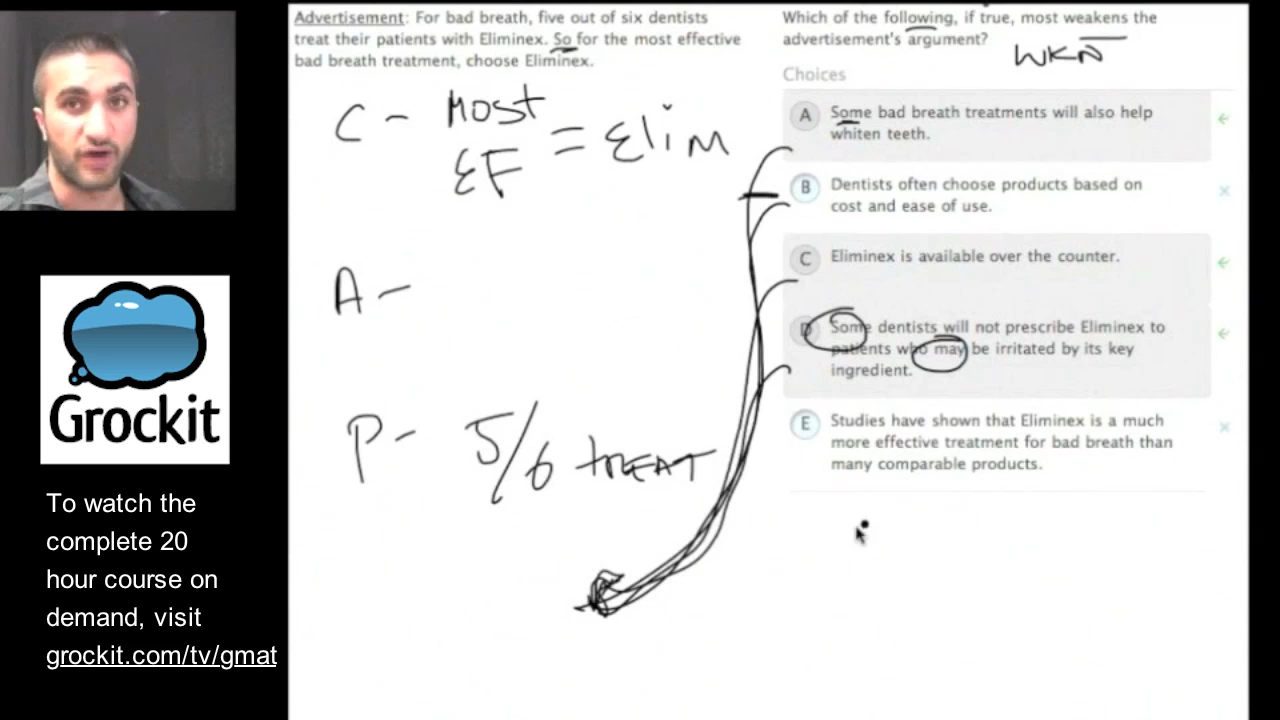 Advertisement: For bad breath, five out of six dentists
treat their patients with Eliminex. So for the most effective
bad breath treatment, choose Eliminex.
C - MOST
EF = Elim
A -
P - 5/6 TREAT
Which of the following, if true, most weakens the
advertisement's argument?
WKN
Choices
A Some bad breath treatments will also help
whiten teeth.
B Dentists often choose products based on
cost and ease of use.
C Eliminex is available over the counter.
D Some dentists will not prescribe Eliminex to
patients who may be irritated by its key
ingredient.
E Studies have shown that Eliminex is a much
more effective treatment for bad breath than
many comparable products.
Grockit
To watch the
complete 20
hour course on
demand, visit
grockit.com/tv/gmat